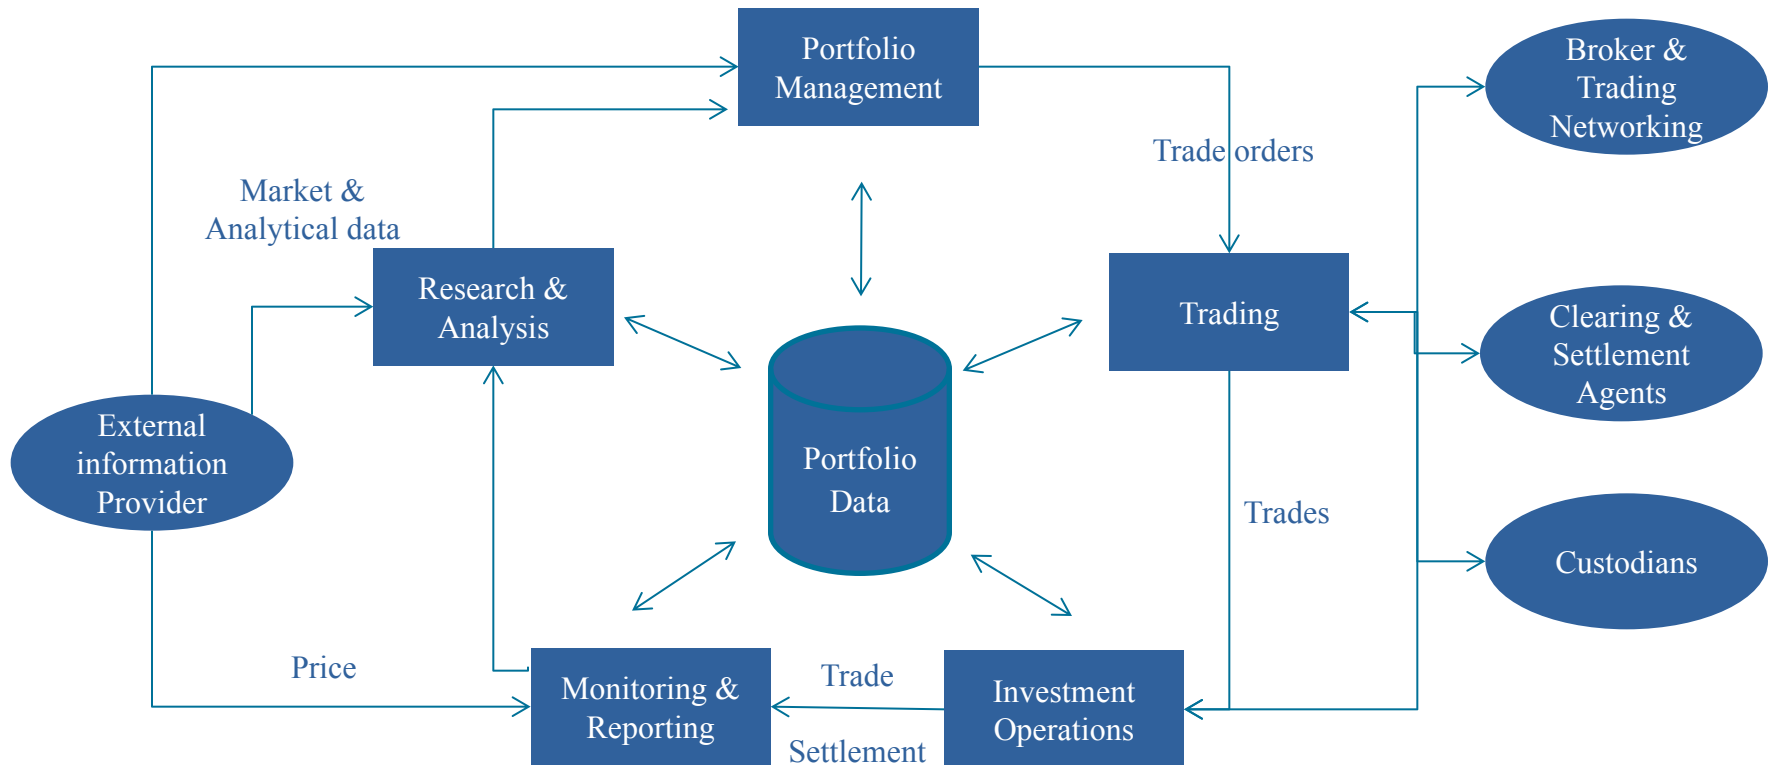 Portfolio
Management
Broker &
Trading
Networking
Trade orders
Market &
Analytical data
Research &
Analysis
Trading
Clearing &
Settlement
Agents
External
information
Provider
Portfolio
Data
Trades
Custodians
Price
Monitoring &
Reporting
Trade
Settlement
Investment
Operations